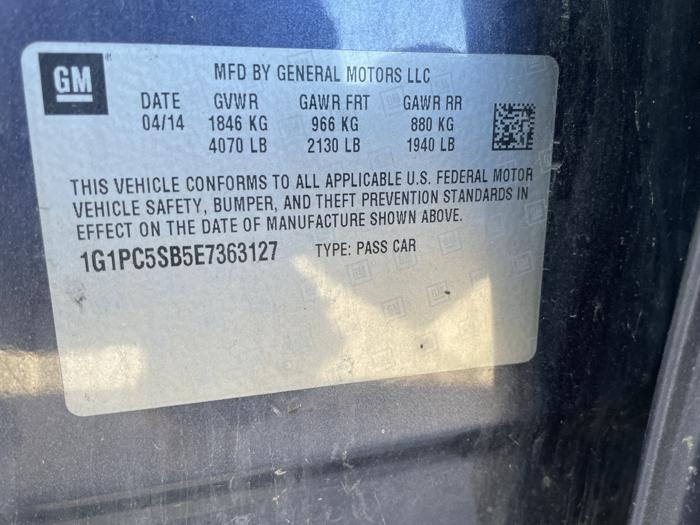 GM
MFD BY GENERAL MOTORS LLC
DATE GVWR GAWR FRT GAWR RR
04/14 1846 KG 966 KG 880 KG
4070 LB 2130 LB 1940 LB
THIS VEHICLE CONFORMS TO ALL APPLICABLE U.S. FEDERAL MOTOR
VEHICLE SAFETY, BUMPER, AND THEFT PREVENTION STANDARDS IN
EFFECT ON THE DATE OF MANUFACTURE SHOWN ABOVE.
1G1PC5SB5E7363127 TYPE: PASS CAR